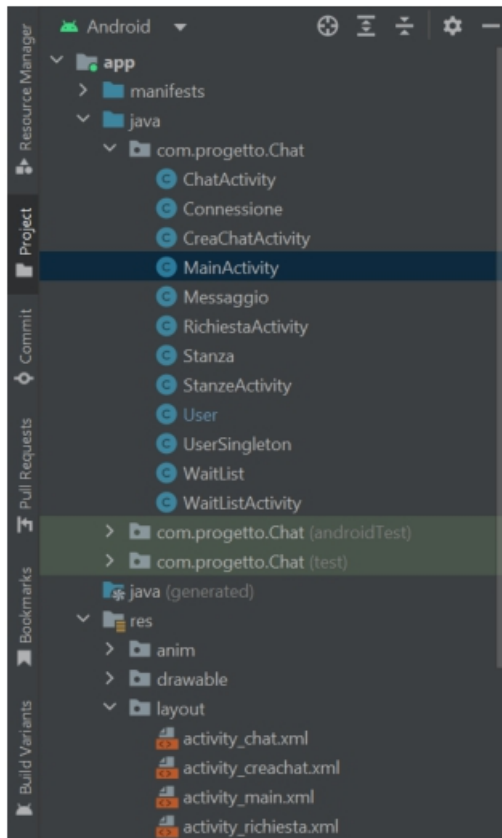 Android
app
manifests
java
com.progetto.Chat
ChatActivity
Connessione
CreaChatActivity
MainActivity
Messaggio
RichiestaActivity
Stanza
StanzeActivity
User
UserSingleton
WaitList
WaitListActivity
com.progetto.Chat (androidTest)
com.progetto.Chat (test)
java (generated)
res
anim
drawable
layout
activity_chat.xml
activity_creachat.xml
activity_main.xml
activity_richiesta.xml
Resource Manager
Project
Commit
Pull Requests
Bookmarks
Build Variants